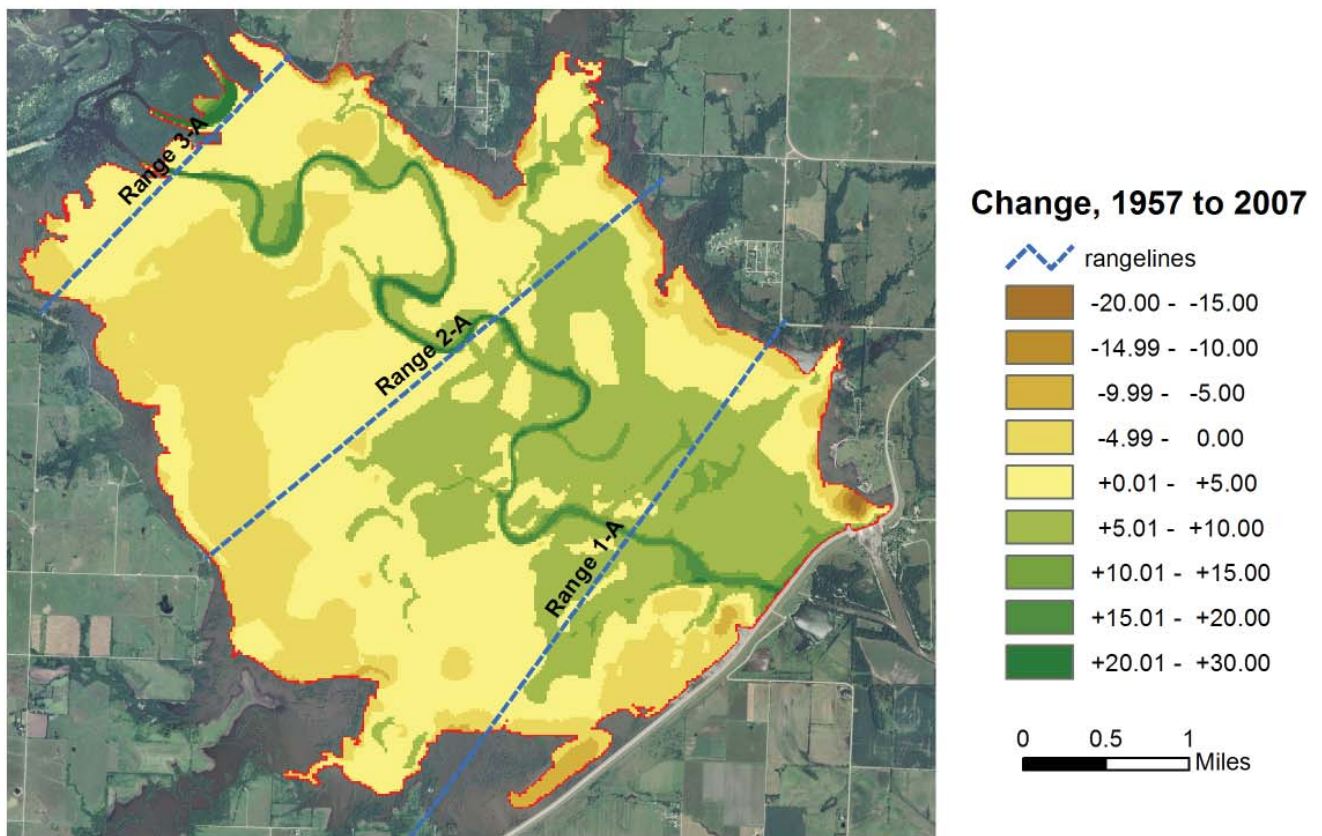 Range 3-A
Range 2-A
Range 1-A
Change, 1957 to 2007
rangelines
-20.00 - -15.00
-14.99 - -10.00
-9.99 - -5.00
-4.99 - 0.00
+0.01 - +5.00
+5.01 - +10.00
+10.01 - +15.00
+15.01 - +20.00
+20.01 - +30.00
0 0.5 1
Miles